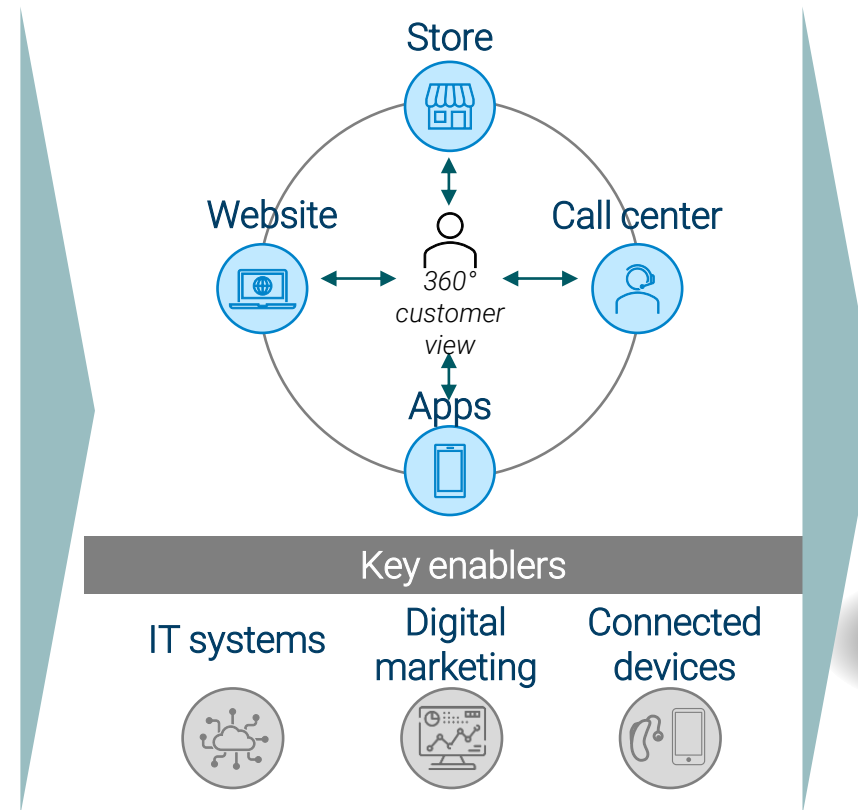 Store
Website
Call center
360°
customer
view
Apps
Key enablers
IT systems
Digital
marketing
Connected
devices